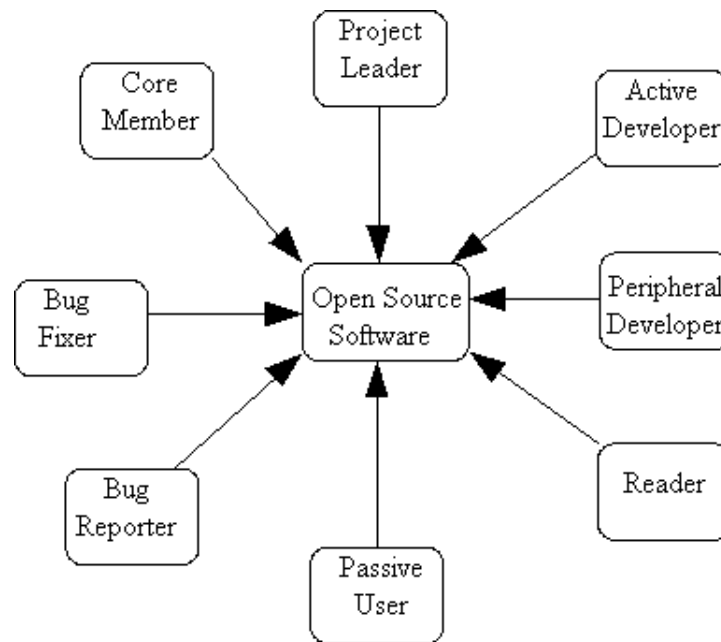 Project
Leader
Core
Member
Active
Developer
Bug
Fixer
Open Source
Software
Peripheral
Developer
Bug
Reporter
Reader
Passive
User